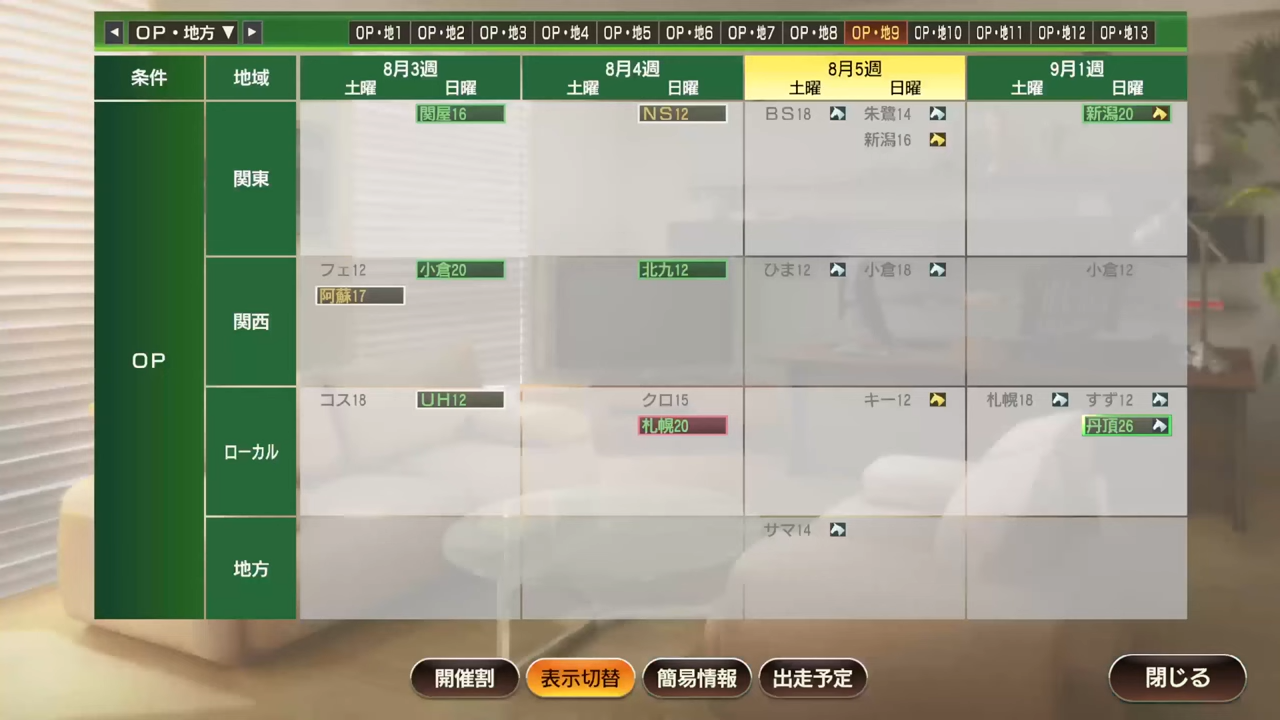 ◀ OP・地方▼ ▶ OP・地1 OP・地2 OP・地3 OP・地4 OP・地5 OP・地6 OP・地7 OP・地8 OP・地9 OP・地10 OP・地11 OP・地12 OP・地13
条件 地域 8月3週 8月4週 8月5週 9月1週
土曜 日曜 土曜 日曜 土曜 日曜 土曜 日曜
OP
関東
関屋16 NS12 BS18 朱鷺14 新潟20
新潟16
関西
フェ12 小倉20 北九12 ひま12 小倉18 小倉12
阿蘇17
ローカル
コス18 UH12 クロ15 キー12 札幌18 すず12
札幌20 丹頂26
地方
サマ14
開催割 表示切替 簡易情報 出走予定 閉じる